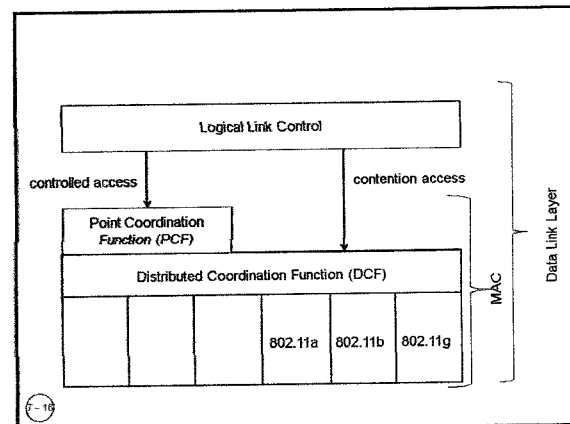 Logical Link Control
controlled access
contention access
Point Coordination
Function (PCF)
Distributed Coordination Function (DCF)
802.11a
802.11b
802.11g
MAC
Data Link Layer
7 - 16